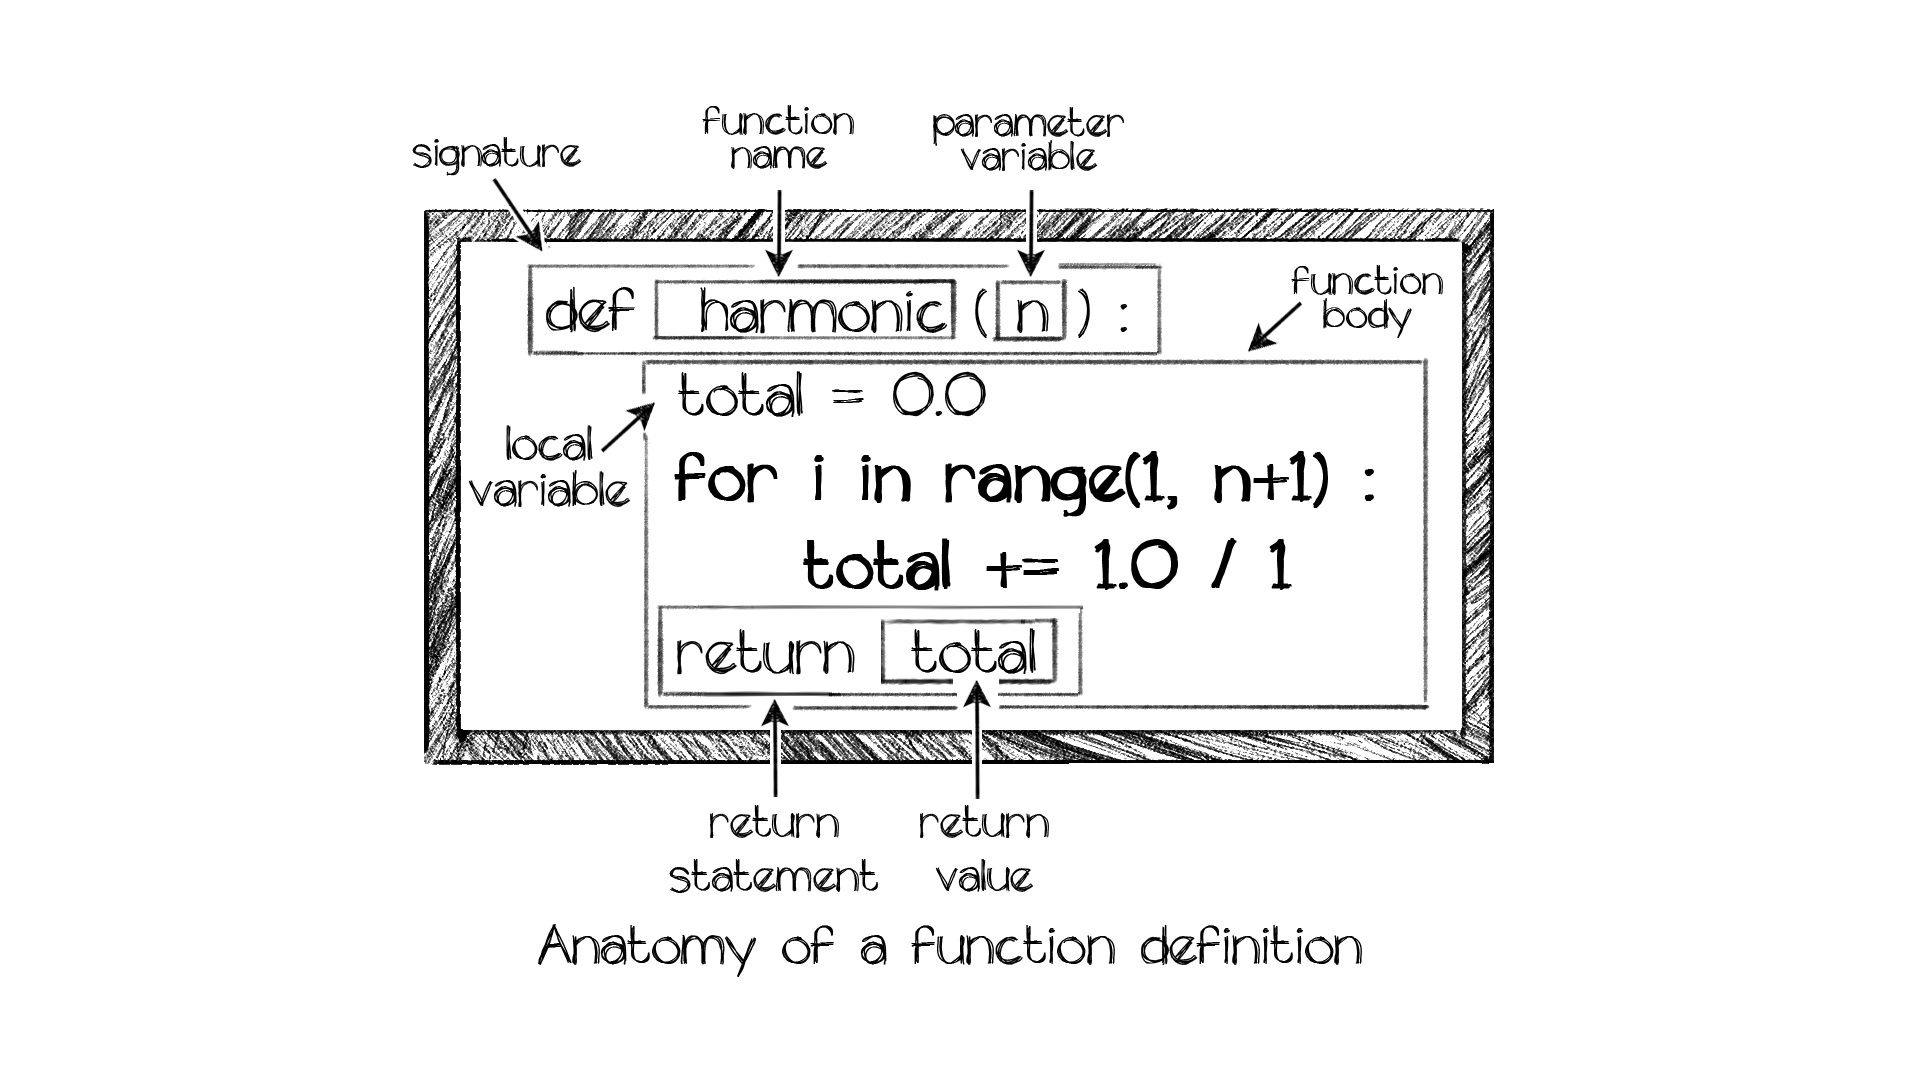 signature
function
name
parameter
variable
def harmonic (n) :
function
body
total = 0.0
local
variable
for i in range(1, n+1) :
total += 1.0 / 1
return total
return
statement
return
value
Anatomy of a function definition